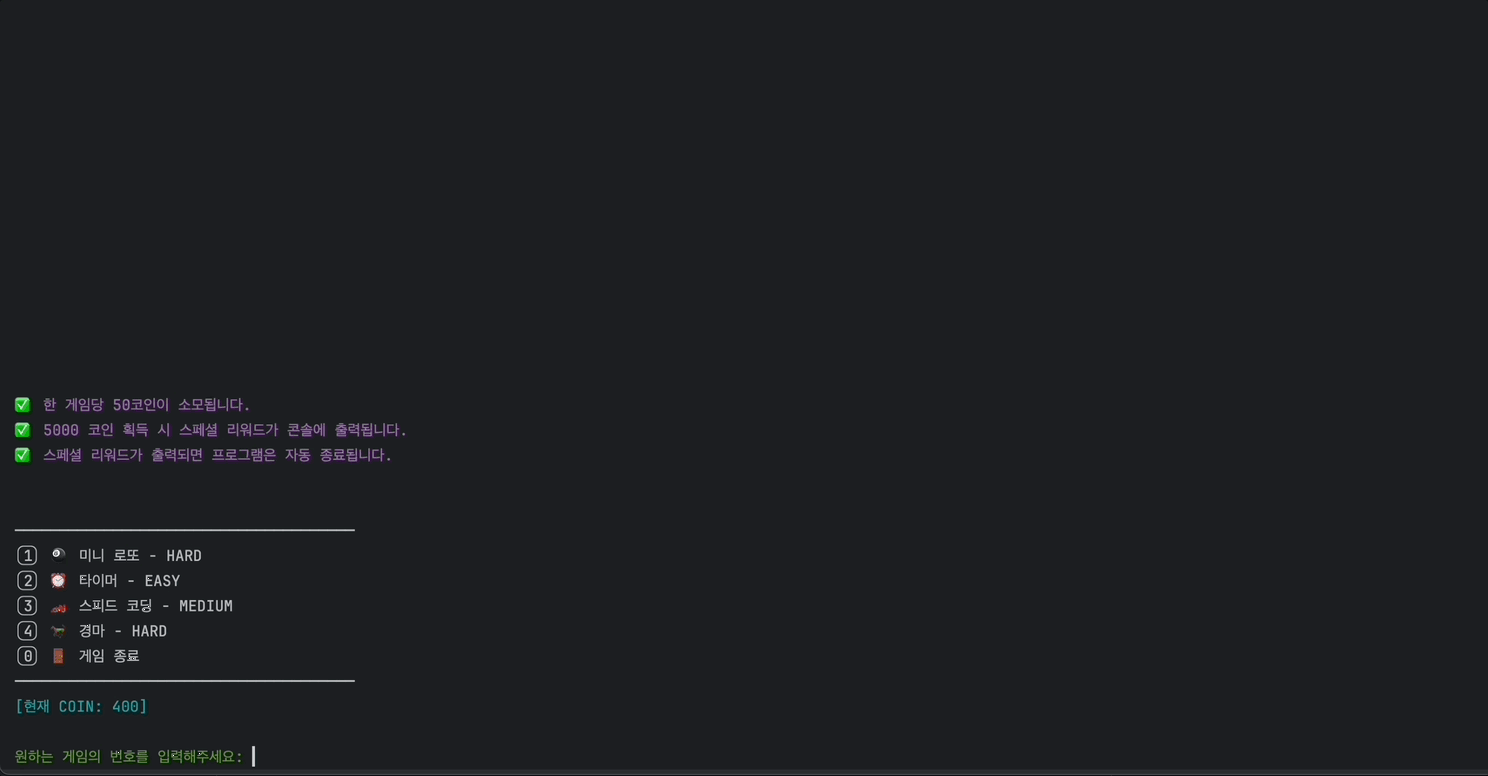 ✅ 한 게임당 50코인이 소모됩니다.
✅ 5000 코인 획득 시 스페셜 리워드가 콘솔에 출력됩니다.
✅ 스페셜 리워드가 출력되면 프로그램은 자동 종료됩니다.
1 🎱 미니 로또 - HARD
2 ⏰ 타이머 - EASY
3 🏎️ 스피드 코딩 - MEDIUM
4 🐎 경마 - HARD
0 🚪 게임 종료
[현재 COIN: 400]
원하는 게임의 번호를 입력해주세요: